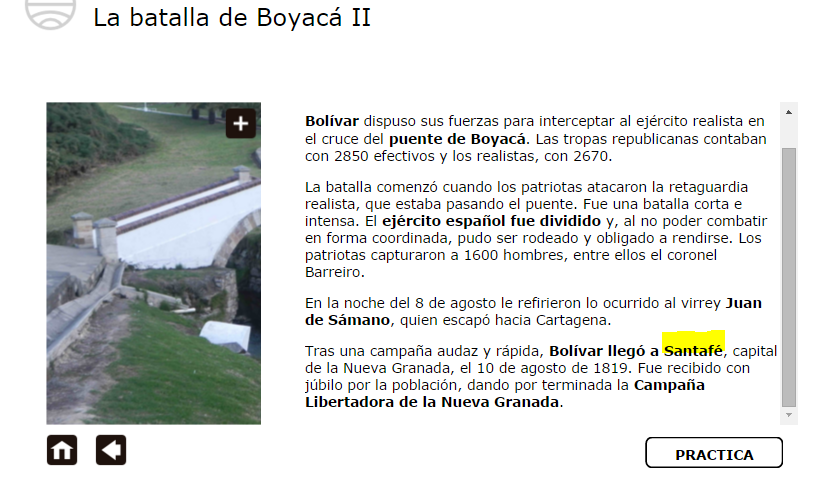 La batalla de Boyacá II
Bolívar dispuso sus fuerzas para interceptar al ejército realista en
el cruce del puente de Boyacá. Las tropas republicanas contaban
con 2850 efectivos y los realistas, con 2670.
La batalla comenzó cuando los patriotas atacaron la retaguardia
realista, que estaba pasando el puente. Fue una batalla corta e
intensa. El ejército español fue dividido y, al no poder combatir
en forma coordinada, pudo ser rodeado y obligado a rendirse. Los
patriotas capturaron a 1600 hombres, entre ellos el coronel
Barreiro.
En la noche del 8 de agosto le refirieron lo ocurrido al virrey Juan
de Sámano, quien escapó hacia Cartagena.
Tras una campaña audaz y rápida, Bolívar llegó a Santafé, capital
de la Nueva Granada, el 10 de agosto de 1819. Fue recibido con
júbilo por la población, dando por terminada la Campaña
Libertadora de la Nueva Granada.
PRACTICA